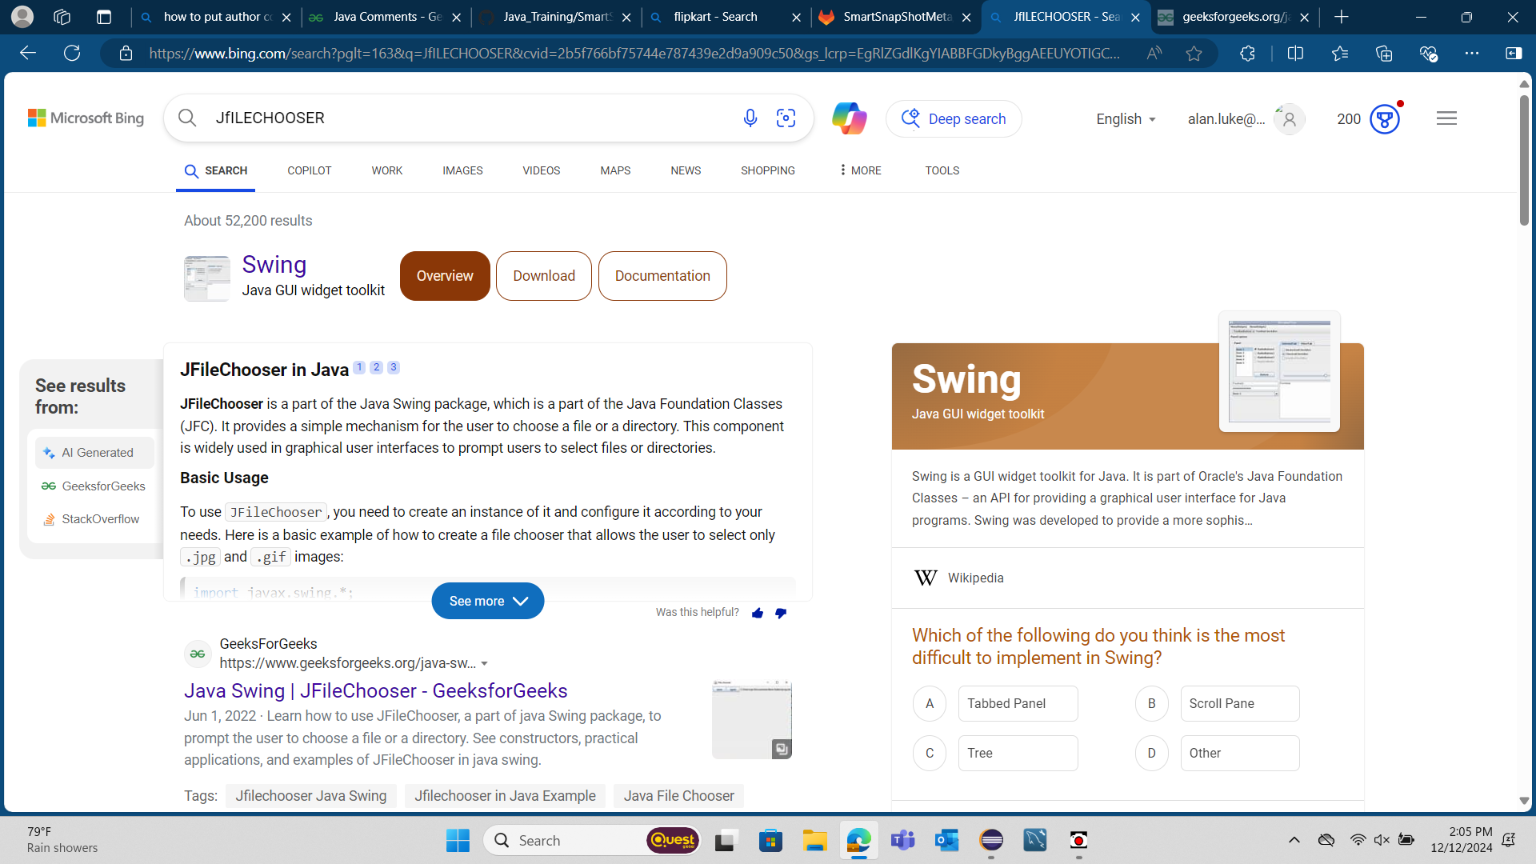 how to put author co
Java Comments - Ge
Java_Training/SmartS
flipkart - Search
SmartSnapShotMeta
JfILECHOOSER - Sea
geeksforgeeks.org/ja
https://www.bing.com/search?pglt=163&q=JfILECHOOSER&cvid=2b5f766bf75744e787439e2d9a909c50&gs_lcrp=EgRlZGdlKgYIABBFGDkyBggAEEUYOTIGC...
Microsoft Bing
JfILECHOOSER
Deep search
English
alan.luke@...
200
SEARCH
COPILOT
WORK
IMAGES
VIDEOS
MAPS
NEWS
SHOPPING
MORE
TOOLS
About 52,200 results
Swing
Java GUI widget toolkit
Overview
Download
Documentation
See results
from:
AI Generated
GeeksforGeeks
StackOverflow
JFileChooser in Java 1 2 3
JFileChooser is a part of the Java Swing package, which is a part of the Java Foundation Classes
(JFC). It provides a simple mechanism for the user to choose a file or a directory. This component
is widely used in graphical user interfaces to prompt users to select files or directories.
Basic Usage
To use JFileChooser, you need to create an instance of it and configure it according to your
needs. Here is a basic example of how to create a file chooser that allows the user to select only
.jpg and .gif images:
import javax.swing.*;
See more
Was this helpful?
GeeksForGeeks
https://www.geeksforgeeks.org/java-sw...
Java Swing | JFileChooser - GeeksforGeeks
Jun 1, 2022 · Learn how to use JFileChooser, a part of java Swing package, to
prompt the user to choose a file or a directory. See constructors, practical
applications, and examples of JFileChooser in java swing.
Tags: Jfilechooser Java Swing Jfilechooser in Java Example Java File Chooser
Swing
Java GUI widget toolkit
Swing is a GUI widget toolkit for Java. It is part of Oracle's Java Foundation
Classes – an API for providing a graphical user interface for Java
programs. Swing was developed to provide a more sophis...
W Wikipedia
Which of the following do you think is the most
difficult to implement in Swing?
A Tabbed Panel
B Scroll Pane
C Tree
D Other
79°F
Rain showers
Search
Quest
2:05 PM
12/12/2024